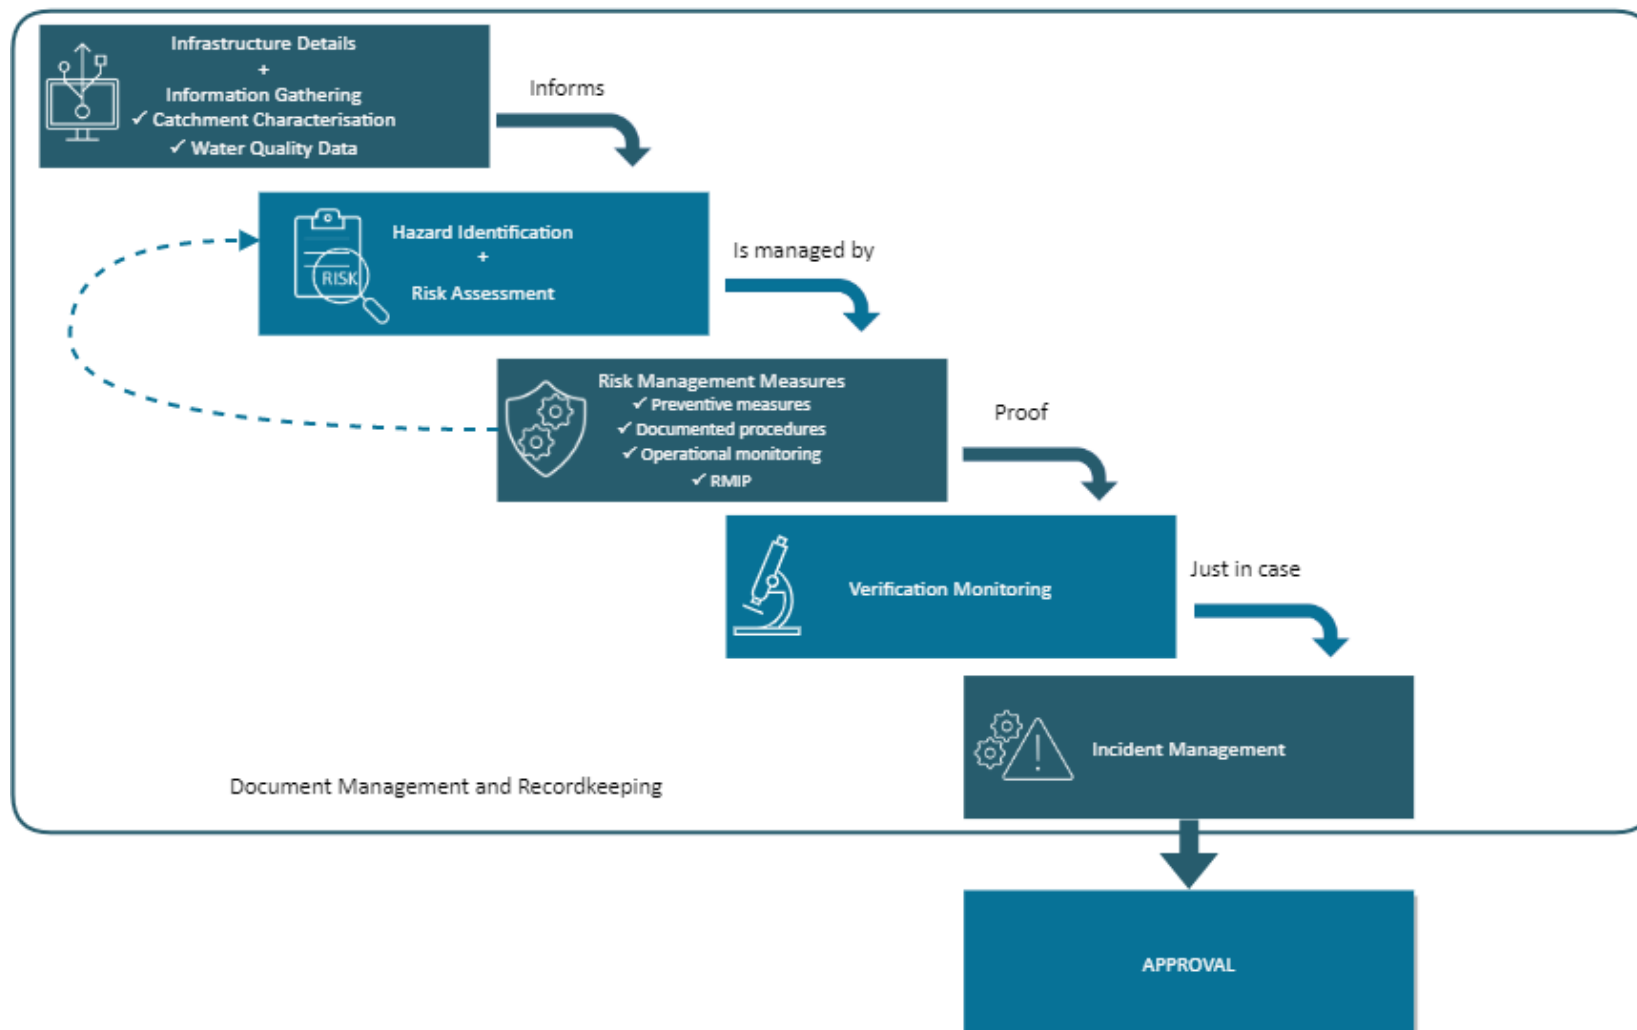 Infrastructure Details
+
Information Gathering
✓ Catchment Characterisation
✓ Water Quality Data
Informs
RISK
Hazard Identification
+
Risk Assessment
Is managed by
Risk Management Measures
✓ Preventive measures
✓ Documented procedures
✓ Operational monitoring
✓ RMIP
Proof
Verification Monitoring
Just in case
Incident Management
Document Management and Recordkeeping
APPROVAL